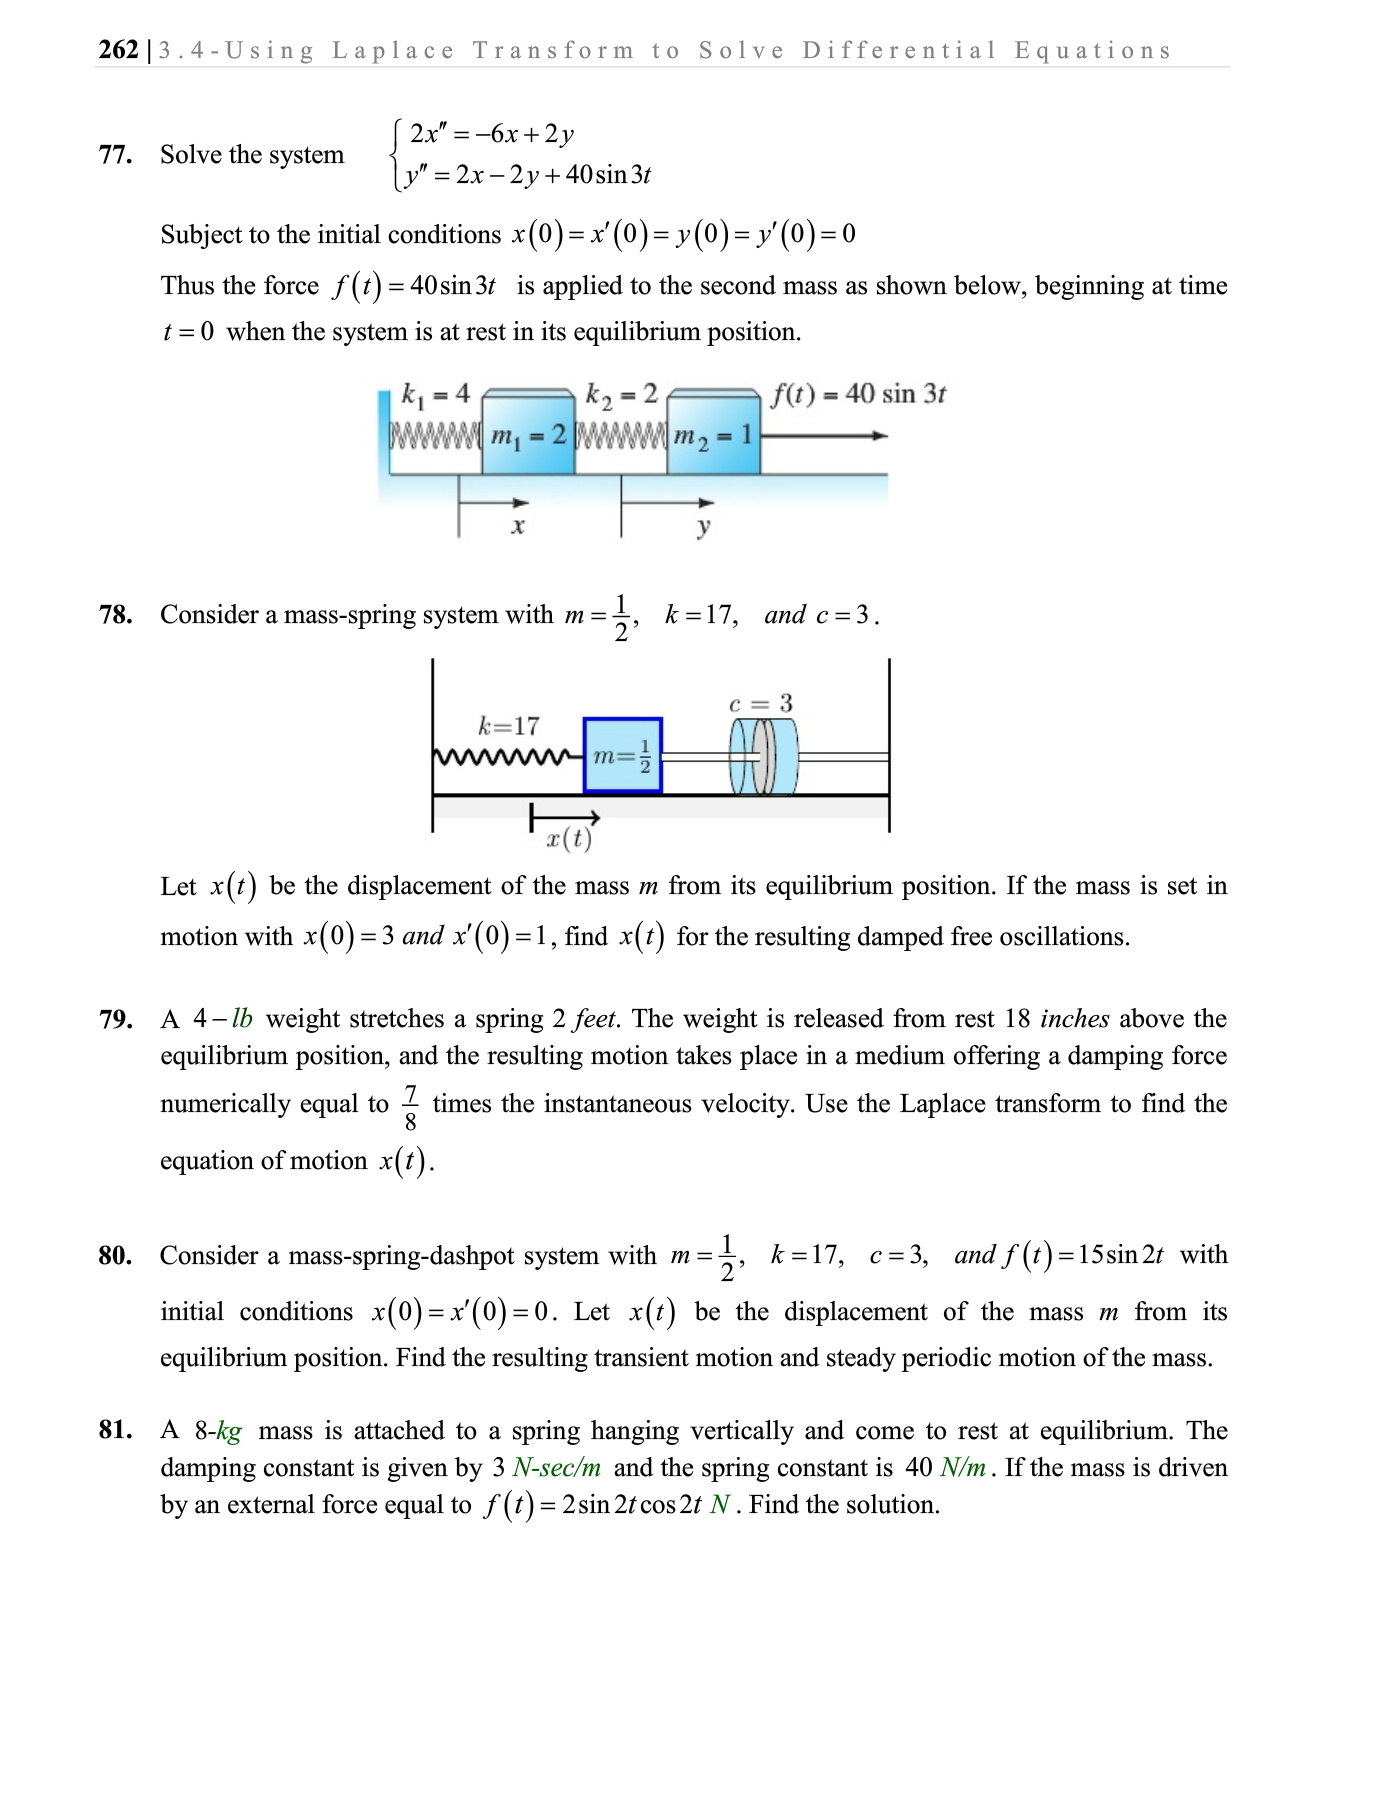 262 | 3.4-Using Laplace Transform to Solve Differential Equations
77. Solve the system { 2x″ = −6x + 2y
y″ = 2x − 2y + 40 sin 3t
Subject to the initial conditions x(0) = x′(0) = y(0) = y′(0) = 0
Thus the force f(t) = 40 sin 3t is applied to the second mass as shown below, beginning at time
t = 0 when the system is at rest in its equilibrium position.
k₁ = 4 k₂ = 2 f(t) = 40 sin 3t
m₁ = 2 m₂ = 1
x y
78. Consider a mass-spring system with m = 1/2, k = 17, and c = 3.
c = 3
k=17
m=1/2
x(t)
Let x(t) be the displacement of the mass m from its equilibrium position. If the mass is set in
motion with x(0) = 3 and x′(0) = 1, find x(t) for the resulting damped free oscillations.
79. A 4−lb weight stretches a spring 2 feet. The weight is released from rest 18 inches above the
equilibrium position, and the resulting motion takes place in a medium offering a damping force
numerically equal to 7/8 times the instantaneous velocity. Use the Laplace transform to find the
equation of motion x(t).
80. Consider a mass-spring-dashpot system with m = 1/2, k = 17, c = 3, and f(t) = 15 sin 2t with
initial conditions x(0) = x′(0) = 0. Let x(t) be the displacement of the mass m from its
equilibrium position. Find the resulting transient motion and steady periodic motion of the mass.
81. A 8-kg mass is attached to a spring hanging vertically and come to rest at equilibrium. The
damping constant is given by 3 N-sec/m and the spring constant is 40 N/m. If the mass is driven
by an external force equal to f(t) = 2 sin 2t cos 2t N. Find the solution.